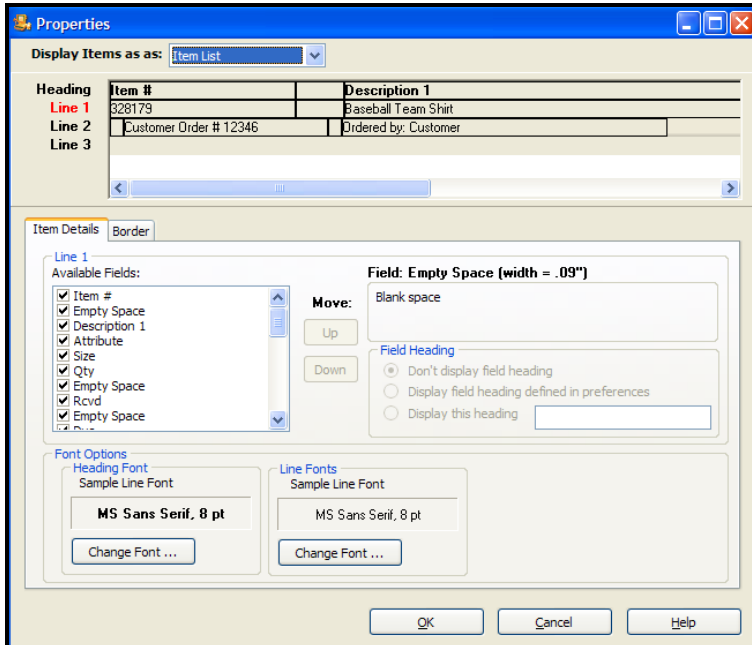 Properties
Display Items as as: Item List
Heading Item # Description 1
Line 1 328179 Baseball Team Shirt
Line 2 Customer Order # 12346 Ordered by: Customer
Line 3
Item Details Border
Line 1
Available Fields:
Item #
Empty Space
Description 1
Attribute
Size
Qty
Empty Space
Rcvd
Empty Space
Move:
Up
Down
Field: Empty Space (width = .09")
Blank space
Field Heading
Don't display field heading
Display field heading defined in preferences
Display this heading
Font Options
Heading Font
Sample Line Font
MS Sans Serif, 8 pt
Change Font ...
Line Fonts
Sample Line Font
MS Sans Serif, 8 pt
Change Font ...
OK Cancel Help